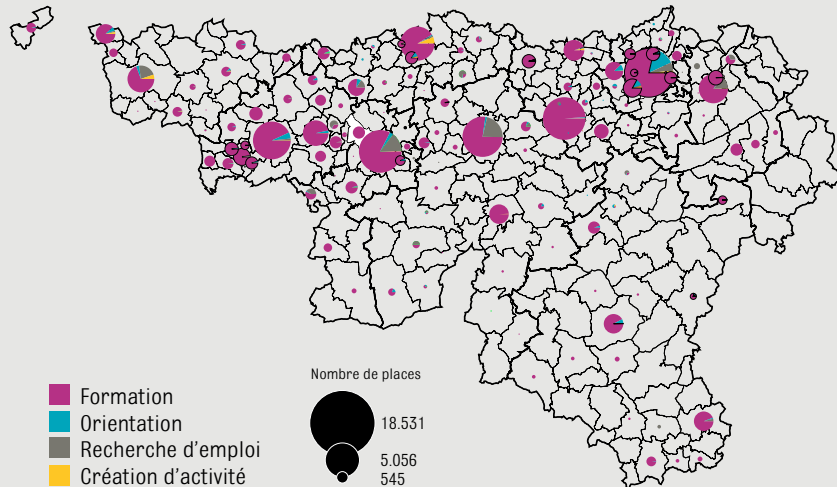 Formation
Orientation
Recherche d'emploi
Création d'activité
Nombre de places
18.531
5.056
545